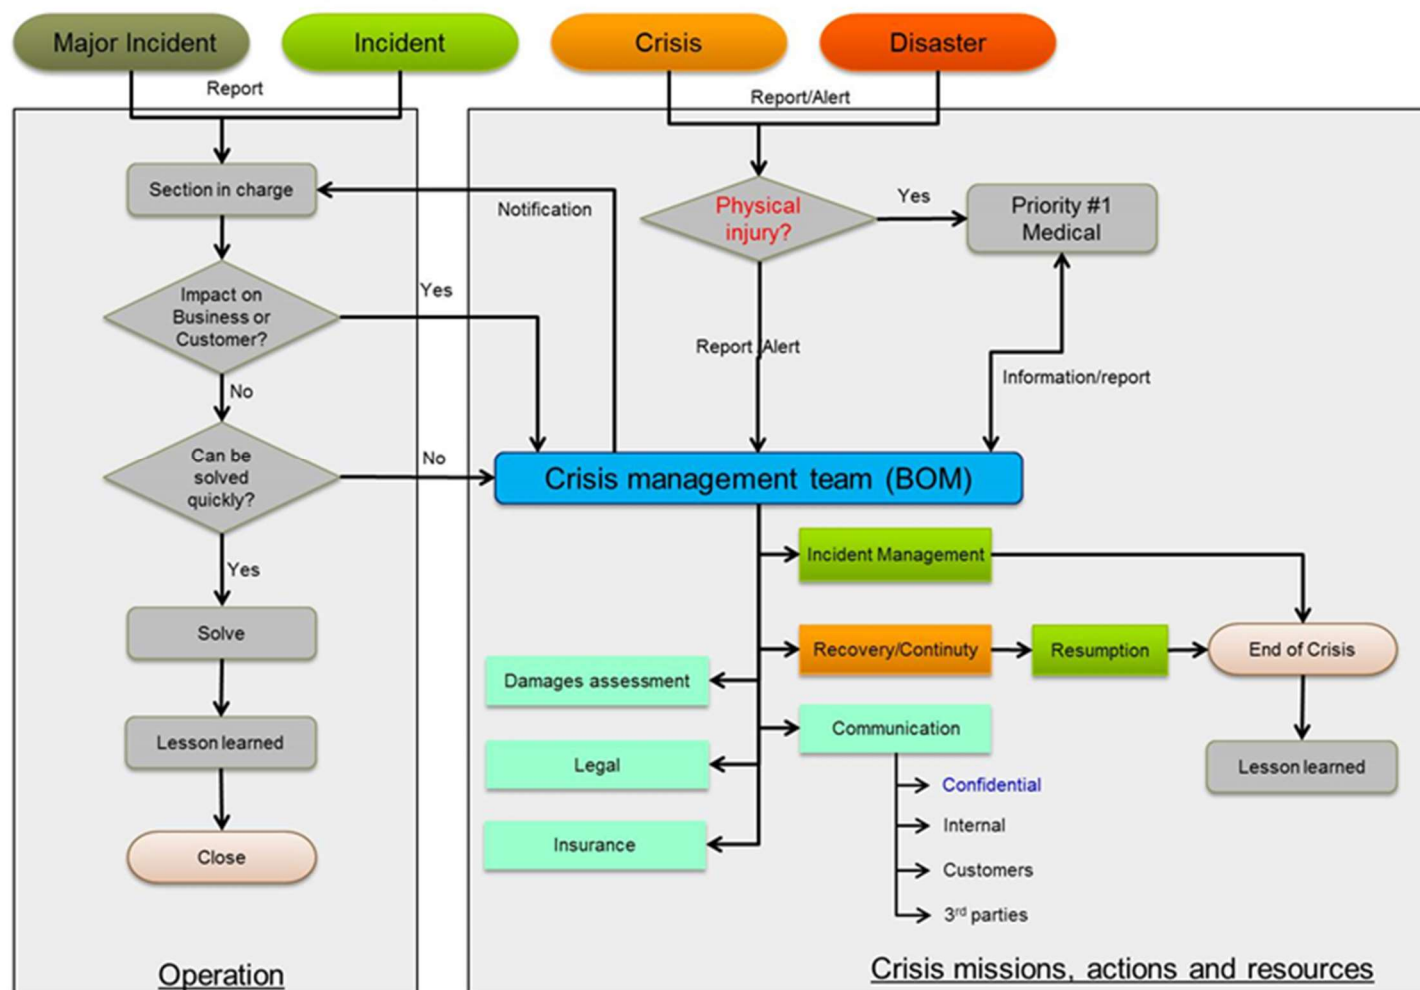 Major Incident
Incident
Crisis
Disaster
Report
Report/Alert
Section in charge
Notification
Physical
injury?
Yes
Priority #1
Medical
Impact on
Business or
Customer?
Yes
Report Alert
Information/report
No
Can be
solved
quickly?
No
Crisis management team (BOM)
Yes
Incident Management
Solve
Recovery/Continuty
Resumption
End of Crisis
Damages assessment
Communication
Lesson learned
Legal
Lesson learned
Confidential
Internal
Insurance
Close
Customers
3rd parties
Operation
Crisis missions, actions and resources